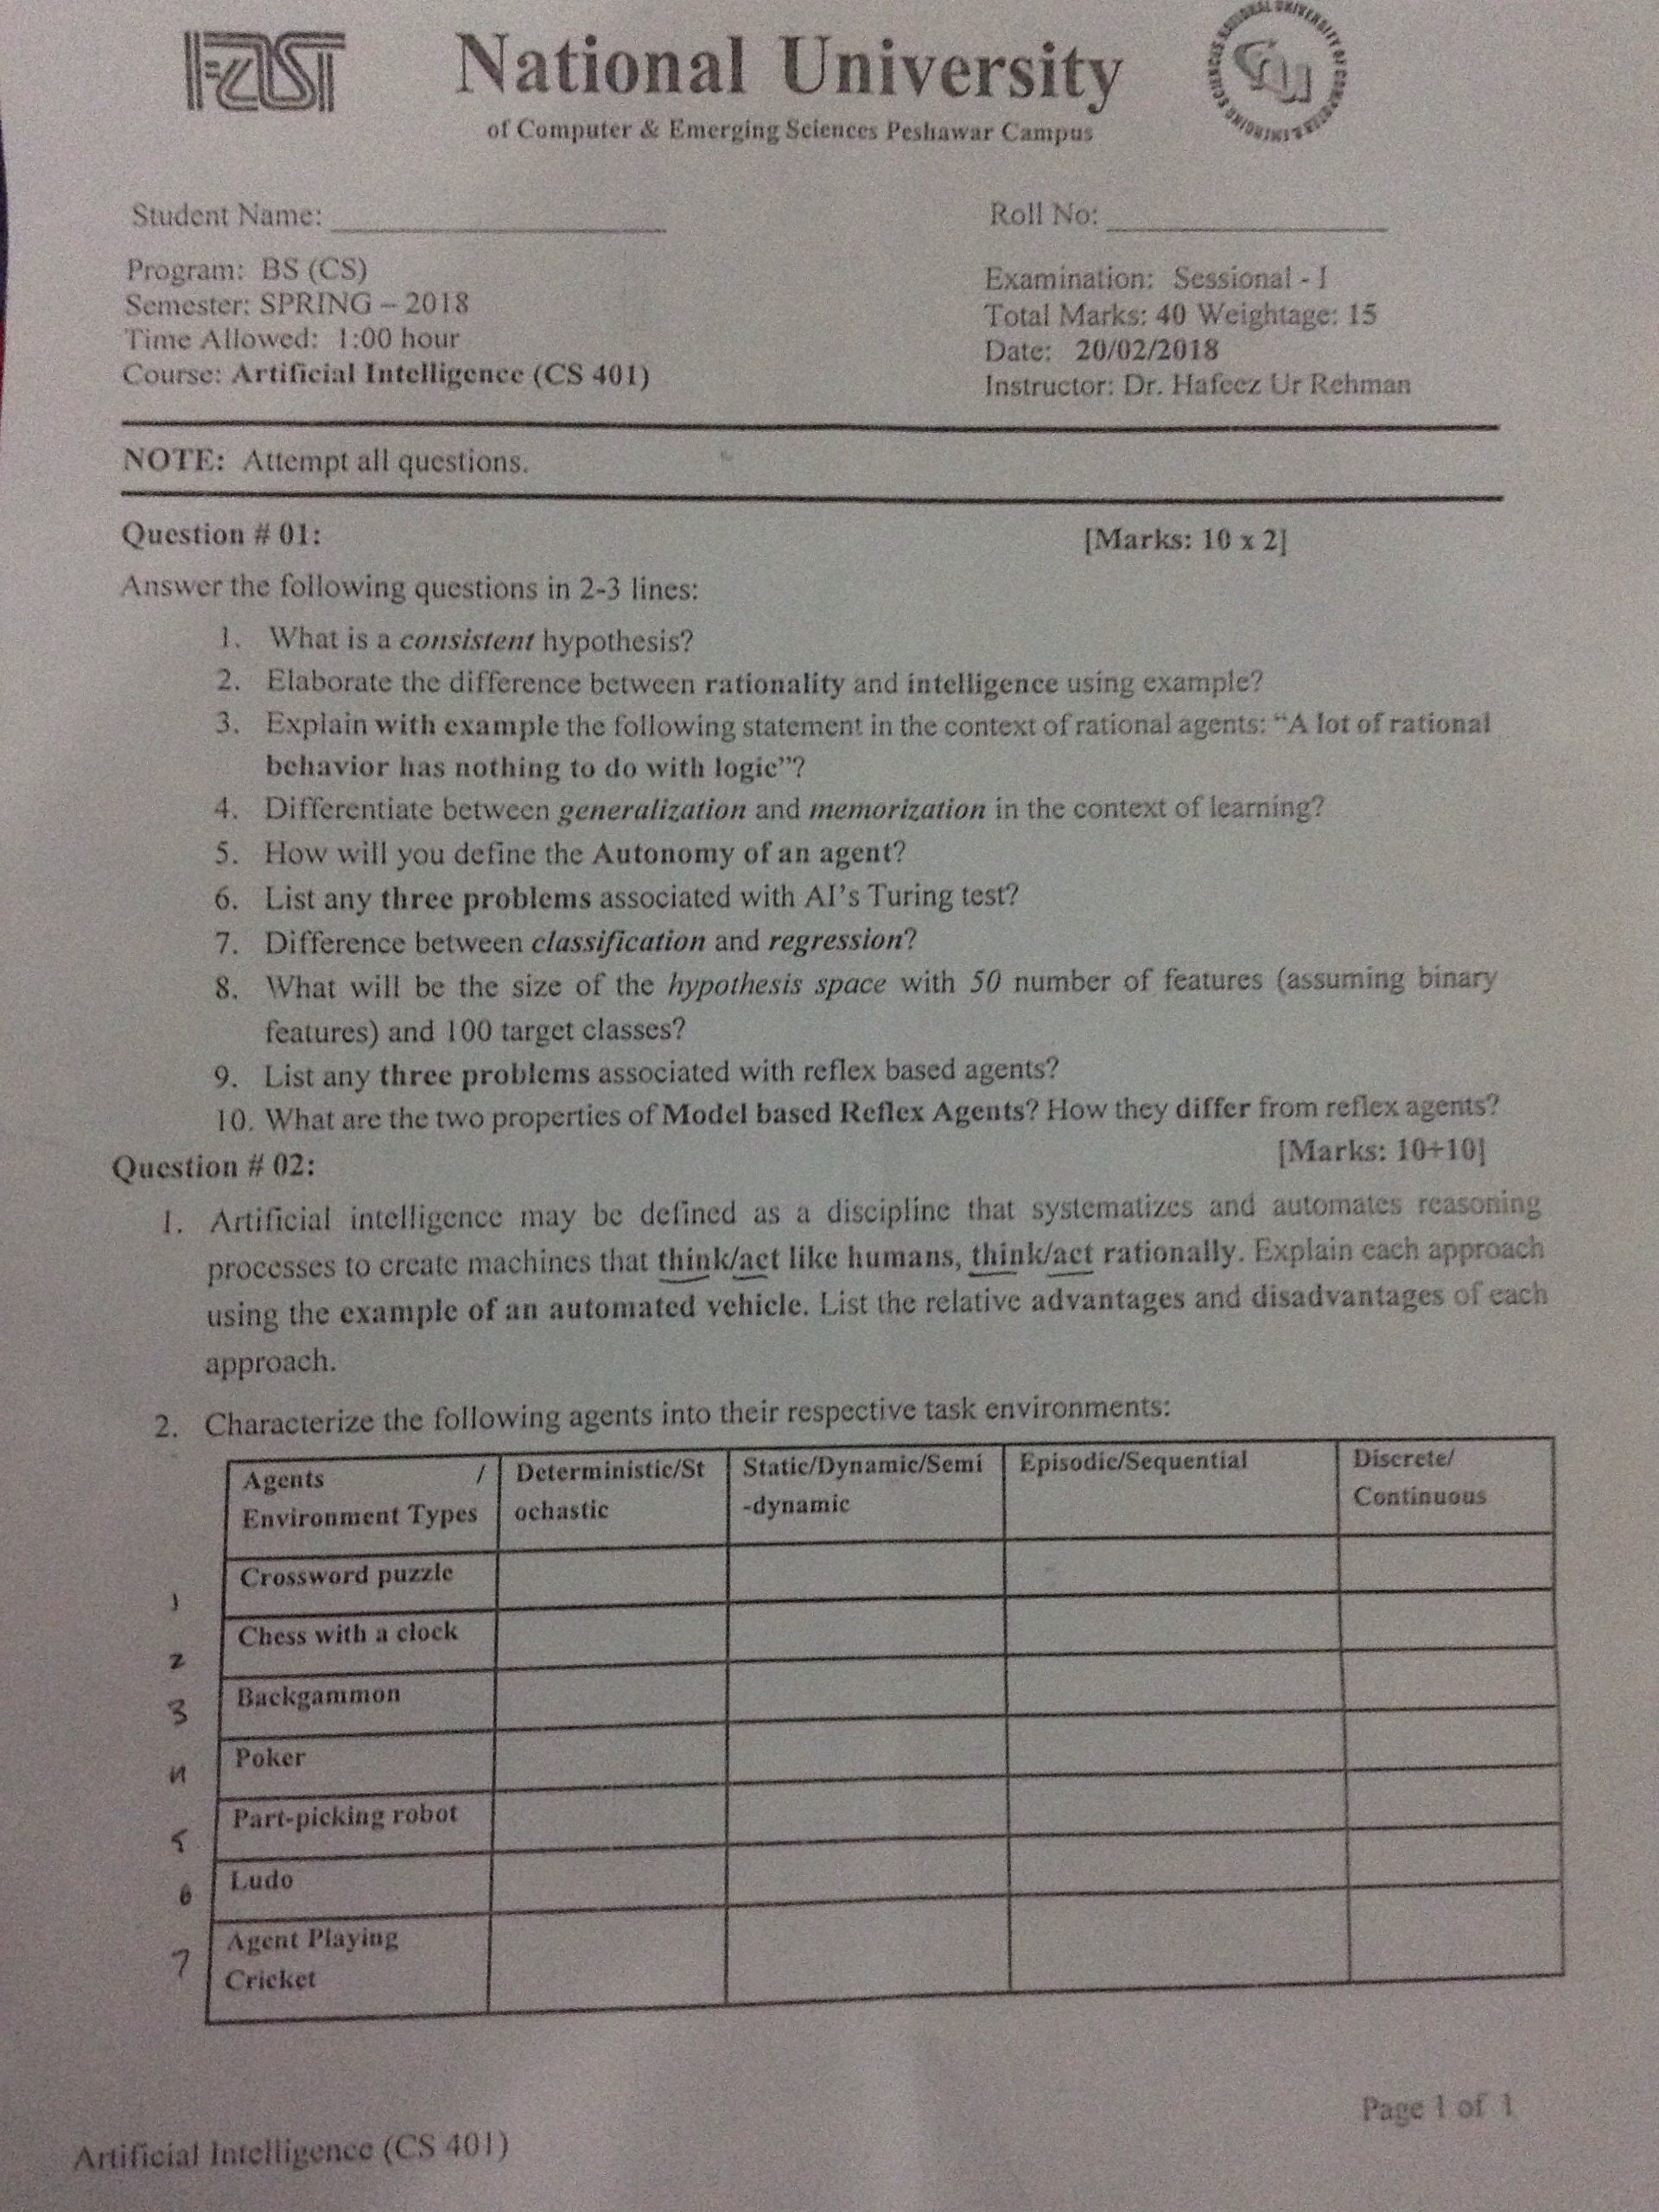 FAST National University
of Computer & Emerging Sciences Peshawar Campus
Student Name: Roll No:
Program: BS (CS)
Semester: SPRING – 2018
Time Allowed: 1:00 hour
Course: Artificial Intelligence (CS 401)
Examination: Sessional - I
Total Marks: 40 Weightage: 15
Date: 20/02/2018
Instructor: Dr. Hafeez Ur Rehman
NOTE: Attempt all questions.
Question # 01: [Marks: 10 x 2]
Answer the following questions in 2-3 lines:
1. What is a consistent hypothesis?
2. Elaborate the difference between rationality and intelligence using example?
3. Explain with example the following statement in the context of rational agents: “A lot of rational
behavior has nothing to do with logic”?
4. Differentiate between generalization and memorization in the context of learning?
5. How will you define the Autonomy of an agent?
6. List any three problems associated with AI’s Turing test?
7. Difference between classification and regression?
8. What will be the size of the hypothesis space with 50 number of features (assuming binary
features) and 100 target classes?
9. List any three problems associated with reflex based agents?
10. What are the two properties of Model based Reflex Agents? How they differ from reflex agents?
Question # 02: [Marks: 10+10]
1. Artificial intelligence may be defined as a discipline that systematizes and automates reasoning
processes to create machines that think/act like humans, think/act rationally. Explain each approach
using the example of an automated vehicle. List the relative advantages and disadvantages of each
approach.
2. Characterize the following agents into their respective task environments:
Agents /
Environment Types
Deterministic/St
ochastic
Static/Dynamic/Semi
-dynamic
Episodic/Sequential
Discrete/
Continuous
1 Crossword puzzle
2 Chess with a clock
3 Backgammon
4 Poker
5 Part-picking robot
6 Ludo
7 Agent Playing
Cricket
Page 1 of 1
Artificial Intelligence (CS 401)